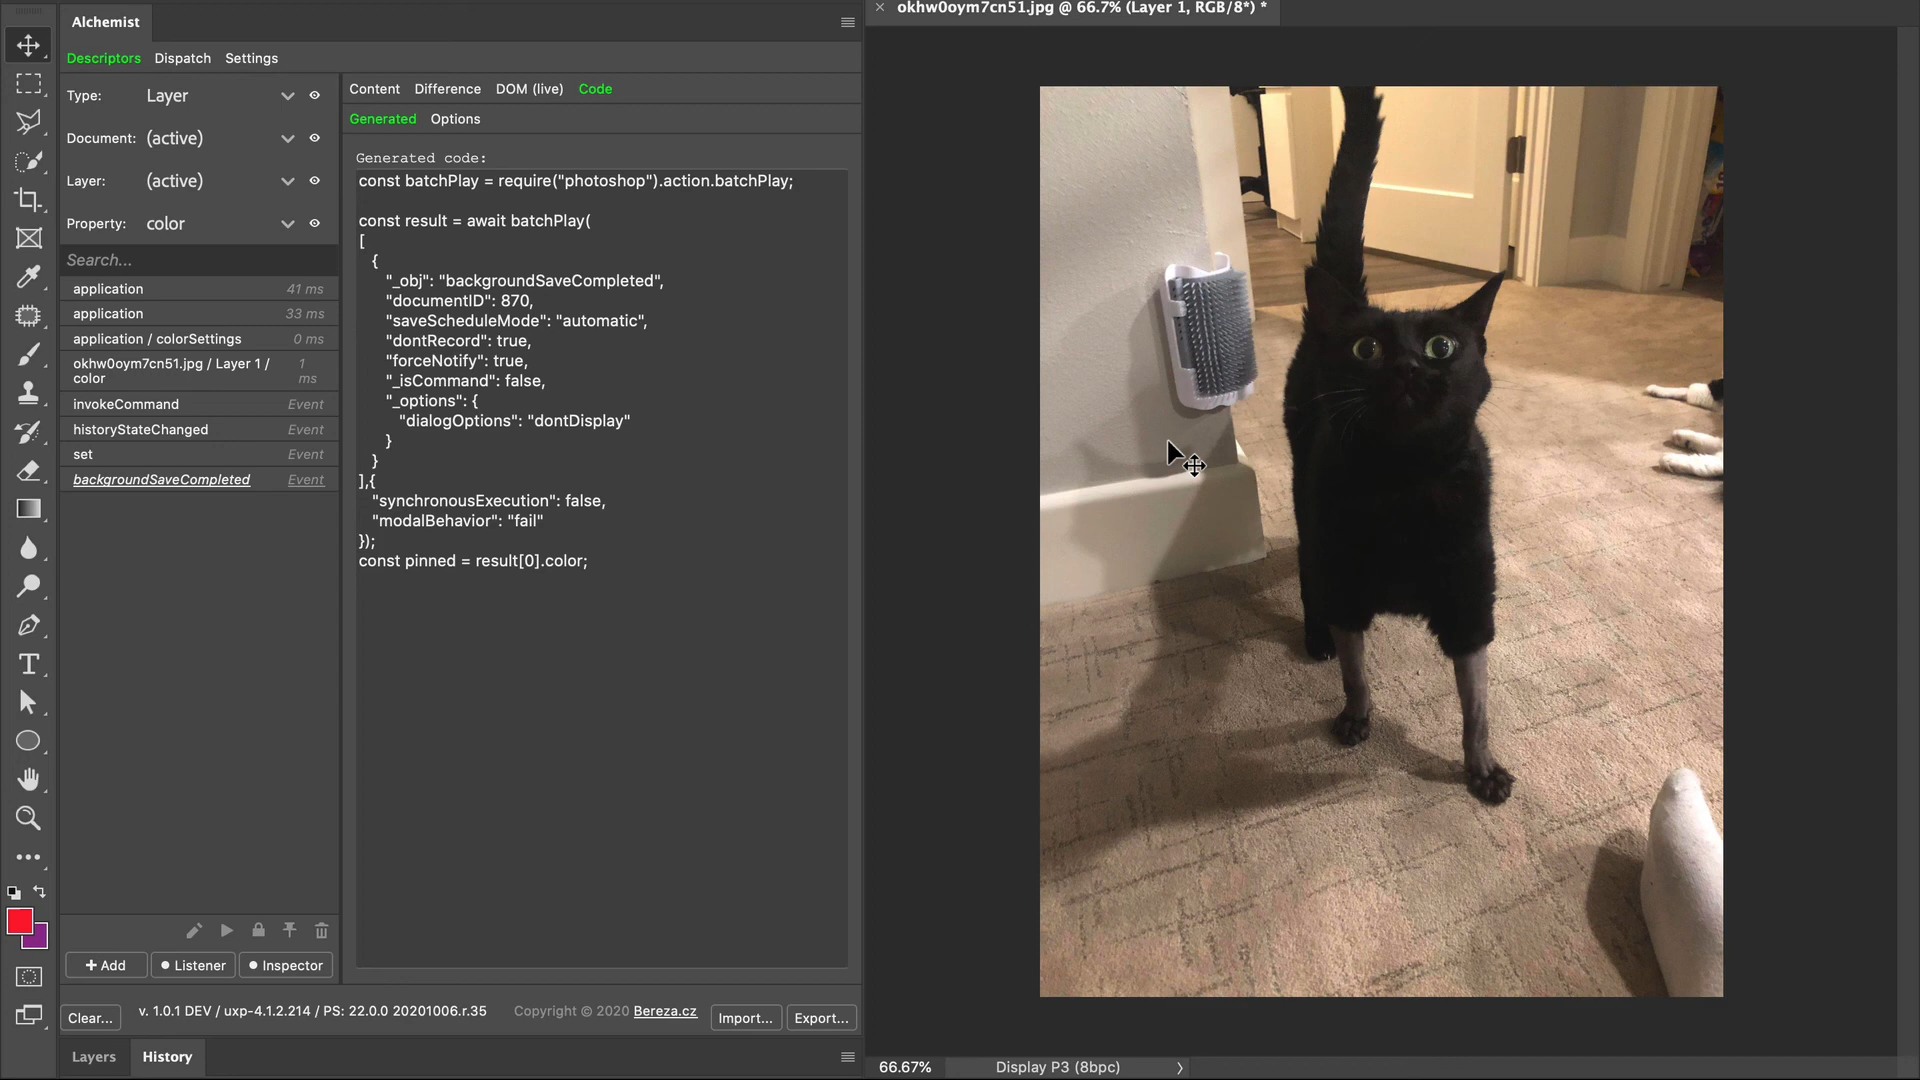 Alchemist
Descriptors Dispatch Settings
Type: Layer
Document: (active)
Layer: (active)
Property: color
Search...
application 41 ms
application 33 ms
application / colorSettings 0 ms
okhw0oym7cn51.jpg / Layer 1 / 1
color ms
invokeCommand Event
historyStateChanged Event
set Event
backgroundSaveCompleted Event
+ Add Listener Inspector
Content Difference DOM (live) Code
Generated Options
Generated code:
const batchPlay = require("photoshop").action.batchPlay;
const result = await batchPlay(
[
{
"_obj": "backgroundSaveCompleted",
"documentID": 870,
"saveScheduleMode": "automatic",
"dontRecord": true,
"forceNotify": true,
"_isCommand": false,
"_options": {
"dialogOptions": "dontDisplay"
}
}
],{
"synchronousExecution": false,
"modalBehavior": "fail"
});
const pinned = result[0].color;
Clear... v. 1.0.1 DEV / uxp-4.1.2.214 / PS: 22.0.0 20201006.r.35 Copyright © 2020 Bereza.cz Import... Export...
Layers History
× okhw0oym7cn51.jpg @ 66.7% (Layer 1, RGB/8*) *
66.67% Display P3 (8bpc)